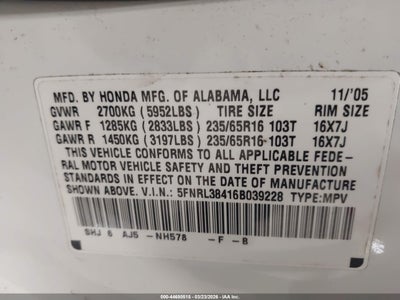 MFD. BY HONDA MFG. OF ALABAMA, LLC 11/'05
GVWR 2700KG (5952LBS) TIRE SIZE RIM SIZE
GAWR F 1285KG (2833LBS) 235/65R16 103T 16X7J
GAWR R 1450KG (3197LBS) 235/65R16 103T 16X7J
THIS VEHICLE CONFORMS TO ALL APPLICABLE FEDE-
RAL MOTOR VEHICLE SAFETY AND THEFT PREVENTION
STANDARDS IN EFFECT ON THE DATE OF MANUFACTURE
SHOWN ABOVE. V.I.N.: 5FNRL38416B039228 TYPE:MPV
SHJ 6 AJ5 -NH578 -F -B
ID: 44680818 - 03/23/2026 - © IAA, LLC